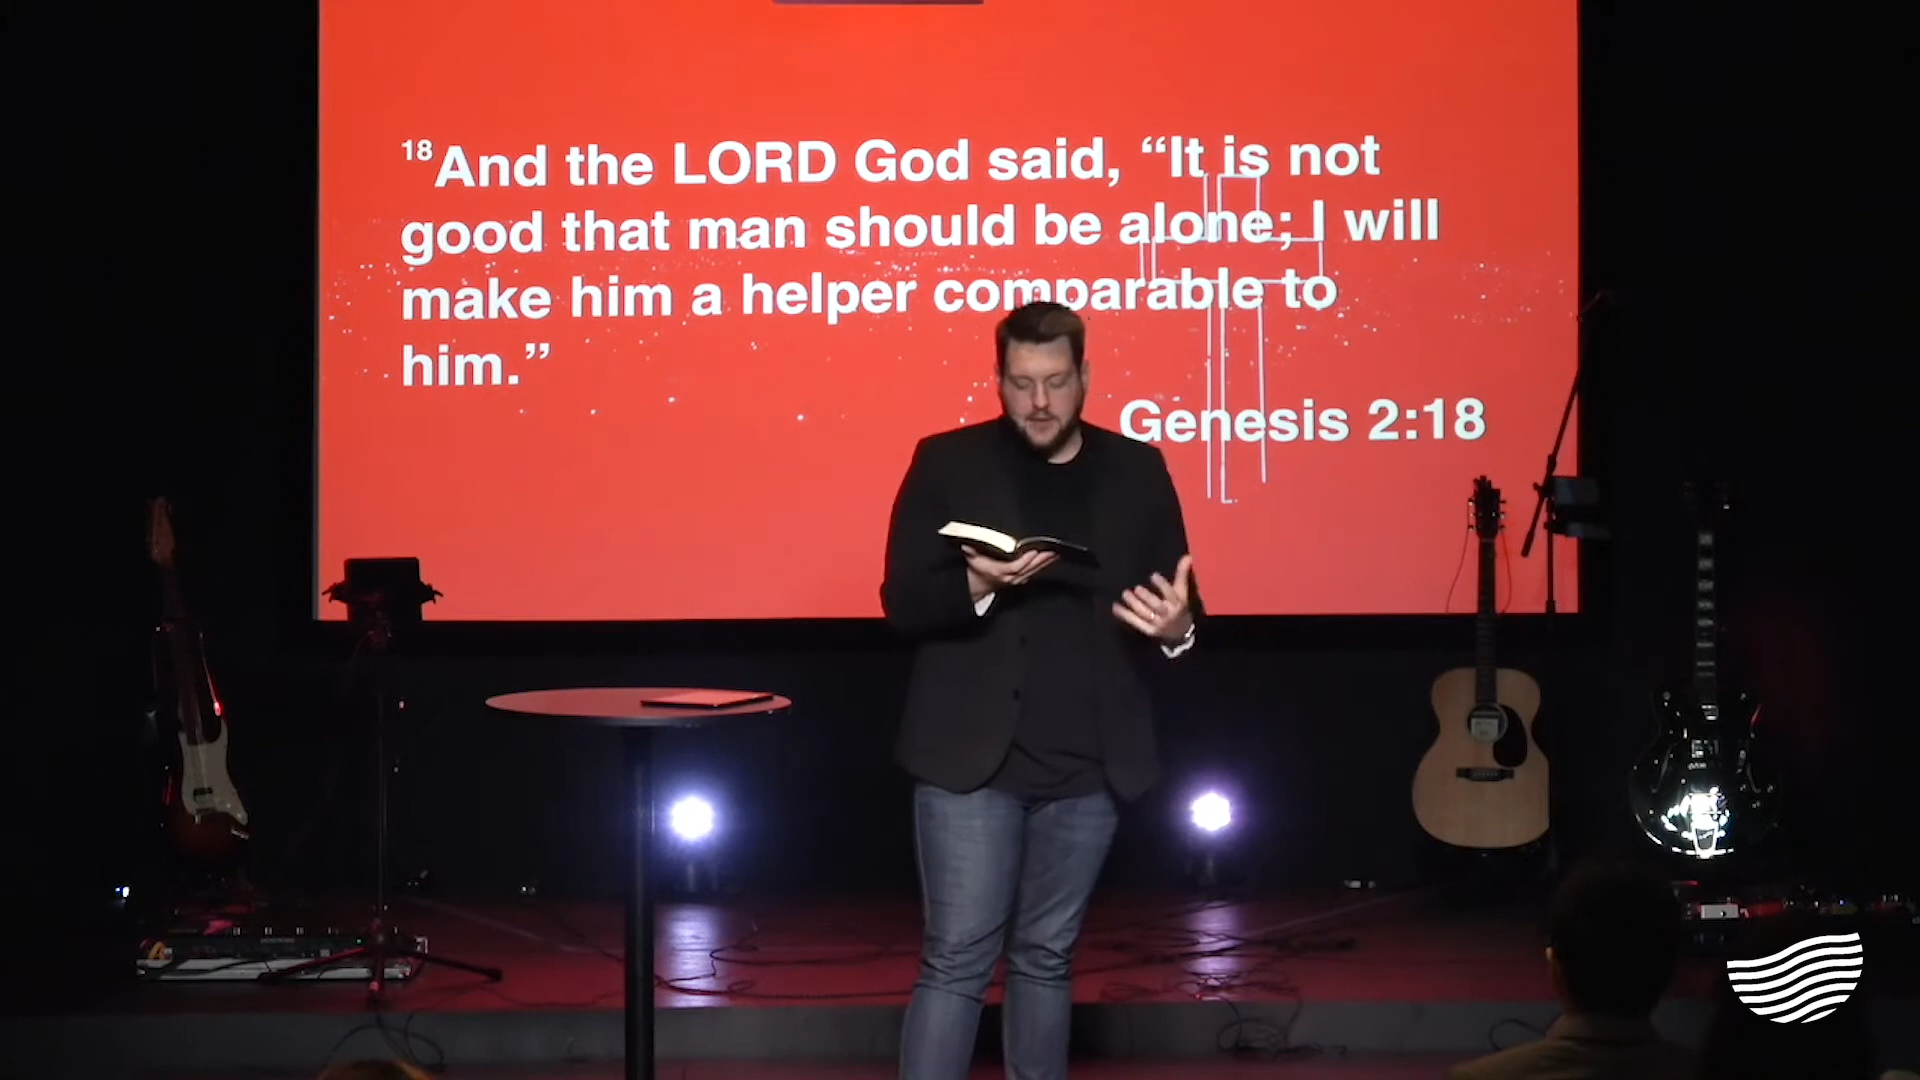 18And the LORD God said, “It is not
good that man should be alone; I will
make him a helper comparable to
him.”
Genesis 2:18